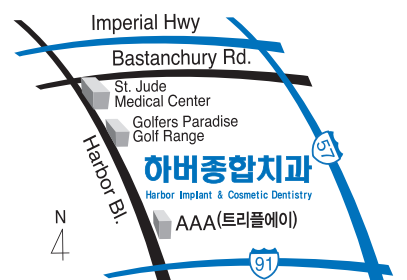 Imperial Hwy
Bastanchury Rd.
St. Jude
Medical Center
Golfers Paradise
Golf Range
Harbor Bl.
57
하버종합치과
Harbor Implant & Cosmetic Dentistry
N
AAA(트리플에이)
91